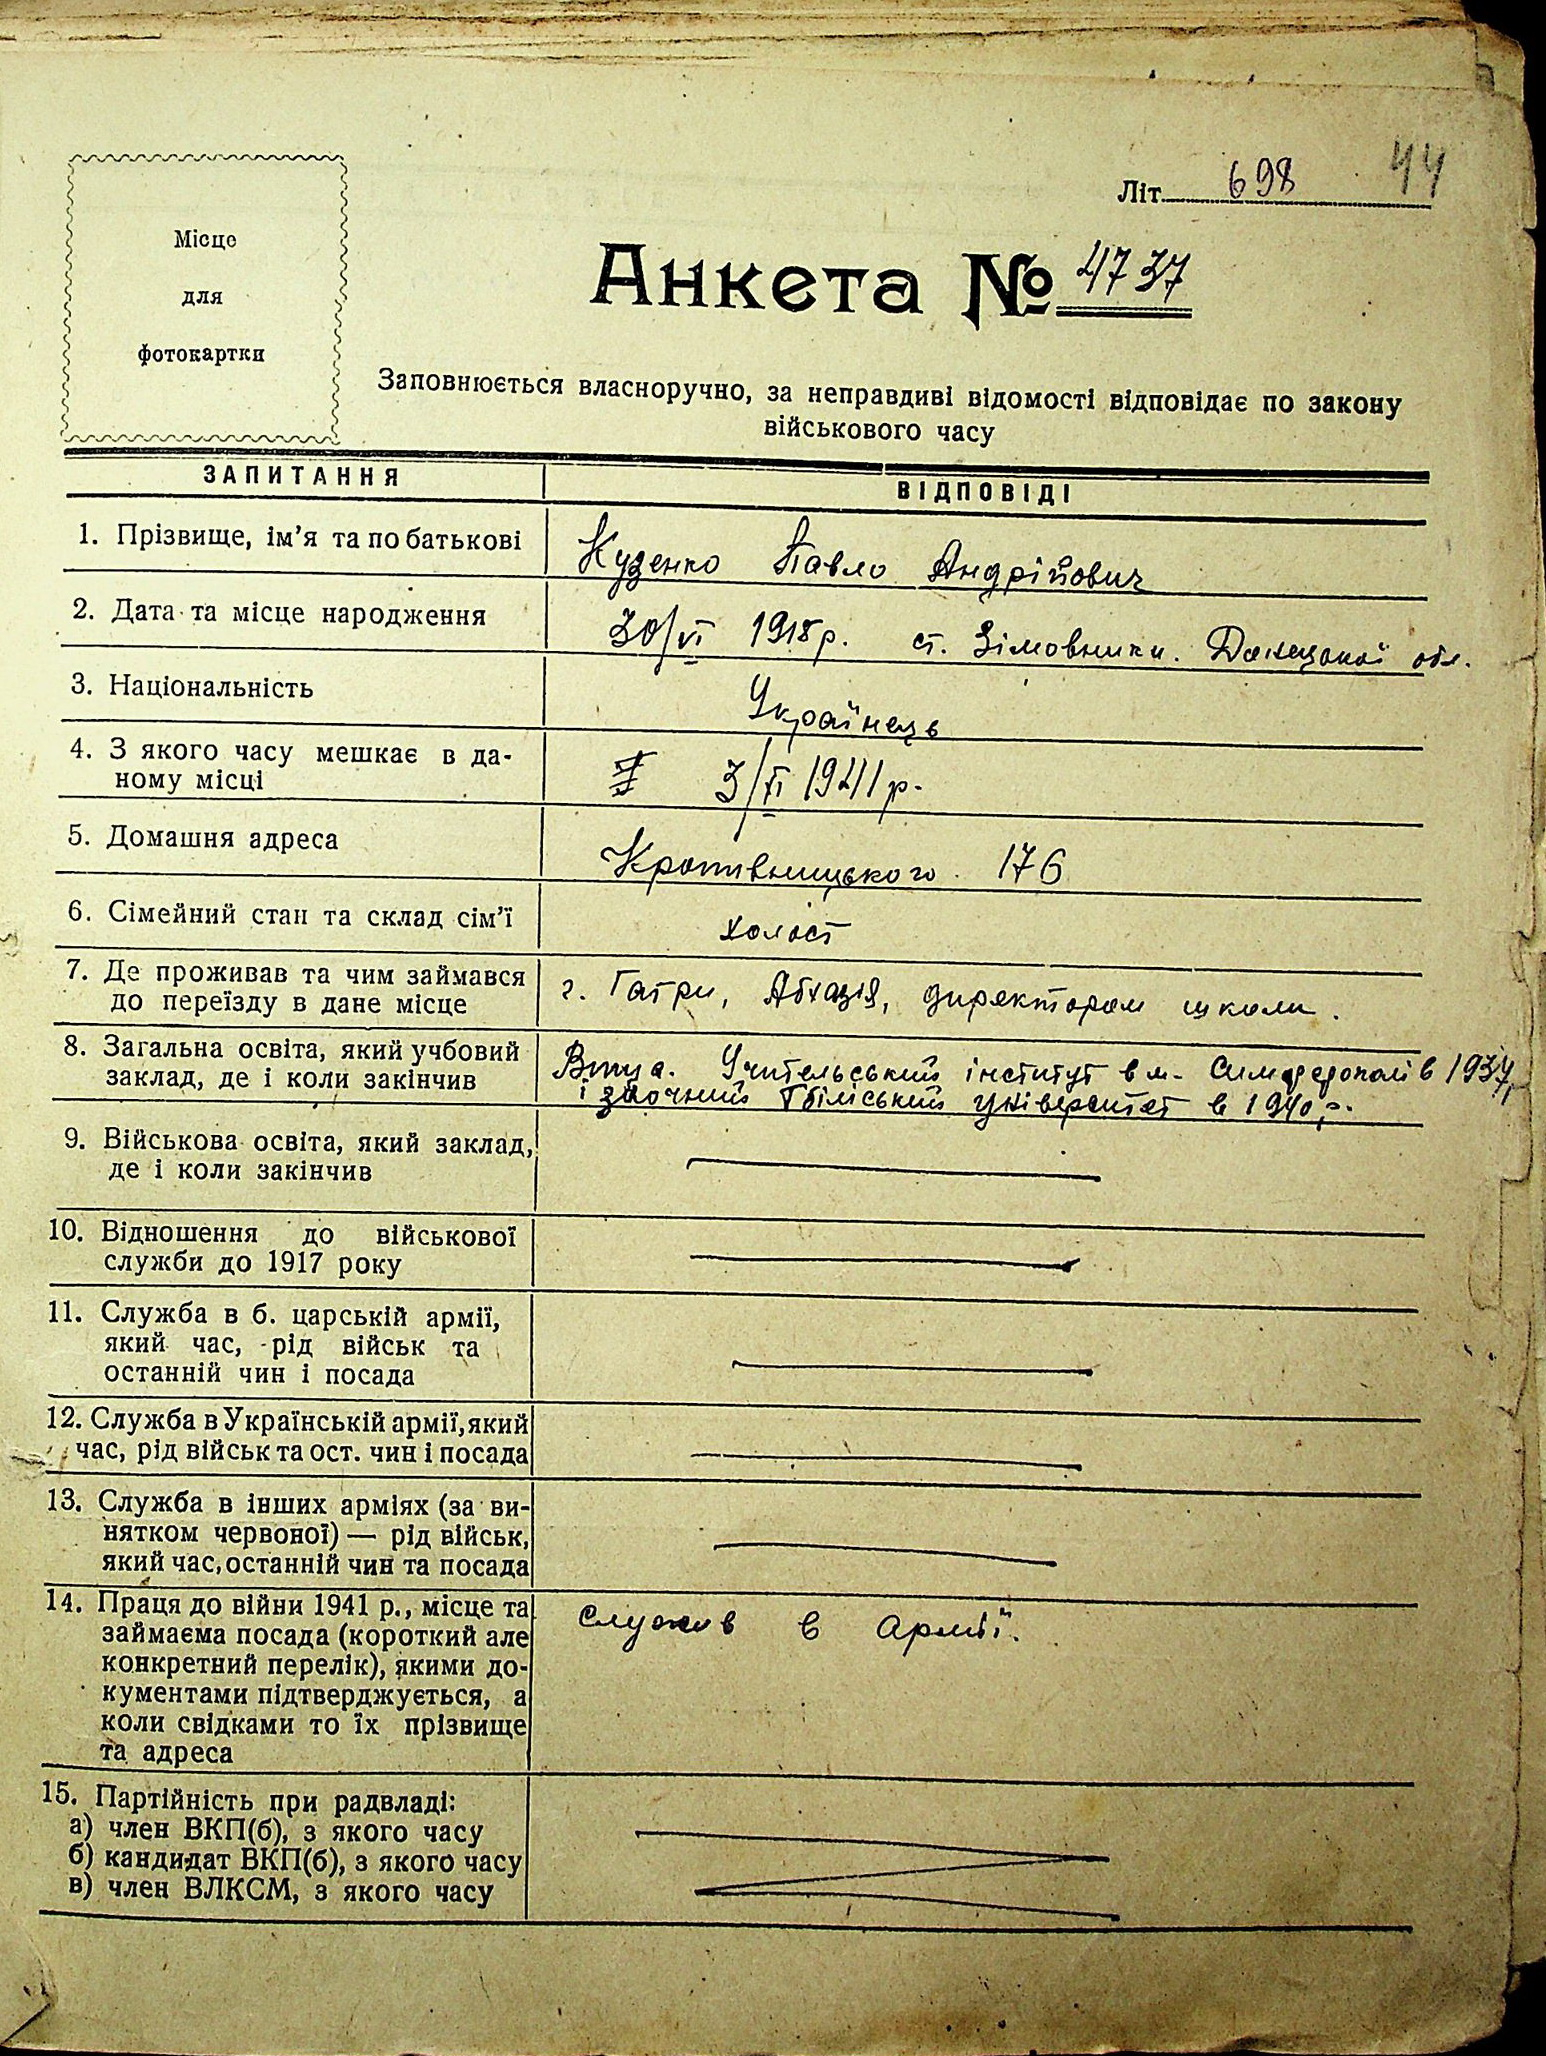 44
Літ. 698
Місце
для
фотокартки
Анкета № 4737
Заповнюється власноручно, за неправдиві відомості відповідає по закону
військового часу
ЗАПИТАННЯ
ВІДПОВІДІ
1. Прізвище, ім'я та по батькові
Кузенко Павло Андрійович
2. Дата та місце народження
30/VI 1918 р. ст. Зімовники. Донецької обл.
3. Національність
Українець
4. З якого часу мешкає в да-
ному місці
3/XI 1941 р.
5. Домашня адреса
Кропивницького 176
6. Сімейний стан та склад сім'ї
холост
7. Де проживав та чим займався
до переїзду в дане місце
г. Гагри, Абхазія, директором школи.
8. Загальна освіта, який учбовий
заклад, де і коли закінчив
Вища. Учительський інститут в м. Симферополі в 1937,
і заочний Тбіліський університет в 1940 р.
9. Військова освіта, який заклад,
де і коли закінчив
10. Відношення до військової
служби до 1917 року
11. Служба в б. царській армії,
який час, рід військ та
останній чин і посада
12. Служба в Українській армії, який
час, рід військ та ост. чин і посада
13. Служба в інших арміях (за ви-
нятком червоної) — рід військ,
який час, останній чин та посада
14. Праця до війни 1941 р., місце та
займаєма посада (короткий але
конкретний перелік), якими до-
кументами підтверджується, а
коли свідками то їх прізвище
та адреса
служив в армії.
15. Партійність при радвладі:
а) член ВКП(б), з якого часу
б) кандидат ВКП(б), з якого часу
в) член ВЛКСМ, з якого часу